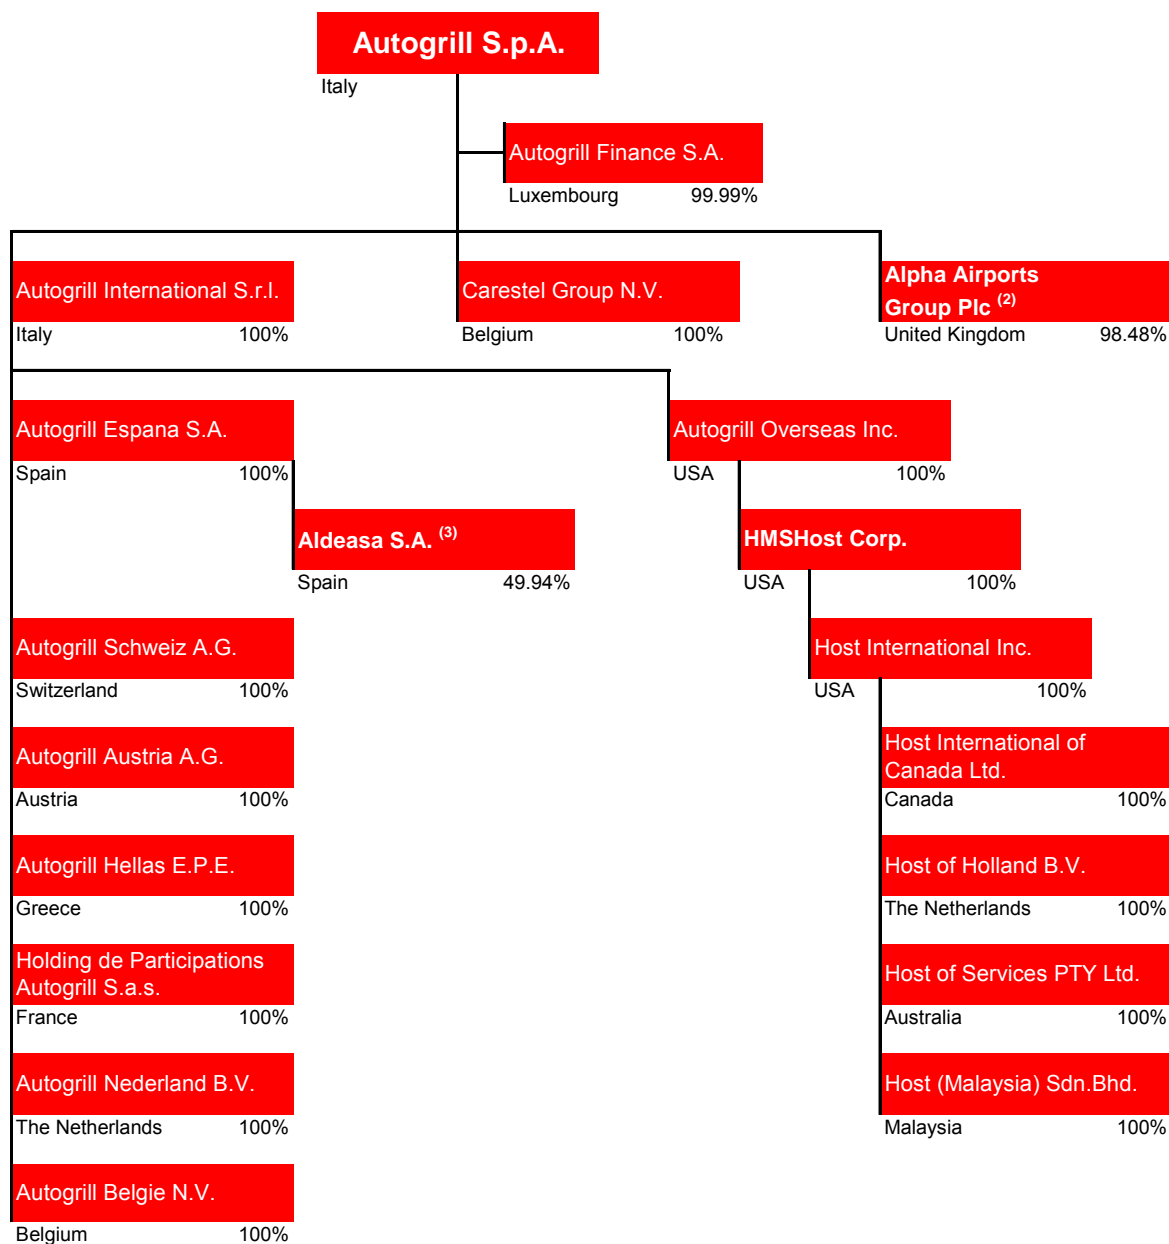 Autogrill S.p.A.
Italy
Autogrill Finance S.A.
Luxembourg 99.99%
Autogrill International S.r.l.
Italy 100%
Carestel Group N.V.
Belgium 100%
Alpha Airports
Group Plc (2)
United Kingdom 98.48%
Autogrill Espana S.A.
Spain 100%
Autogrill Overseas Inc.
USA 100%
Aldeasa S.A. (3)
Spain 49.94%
HMSHost Corp.
USA 100%
Autogrill Schweiz A.G.
Switzerland 100%
Host International Inc.
USA 100%
Autogrill Austria A.G.
Austria 100%
Host International of
Canada Ltd.
Canada 100%
Autogrill Hellas E.P.E.
Greece 100%
Host of Holland B.V.
The Netherlands 100%
Holding de Participations
Autogrill S.a.s.
France 100%
Host of Services PTY Ltd.
Australia 100%
Autogrill Nederland B.V.
The Netherlands 100%
Host (Malaysia) Sdn.Bhd.
Malaysia 100%
Autogrill Belgie N.V.
Belgium 100%